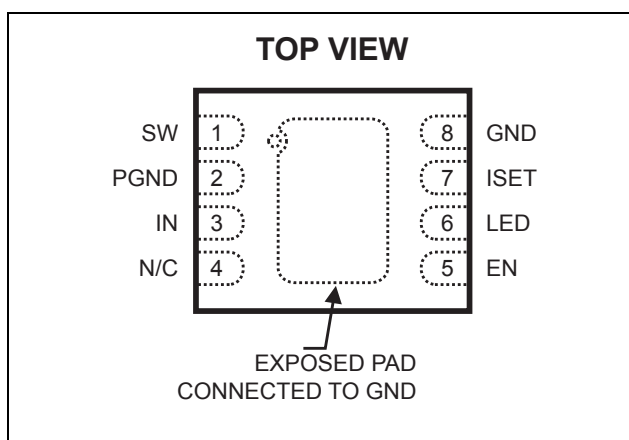 TOP VIEW
SW 1 8 GND
PGND 2 7 ISET
IN 3 6 LED
N/C 4 5 EN
EXPOSED PAD
CONNECTED TO GND